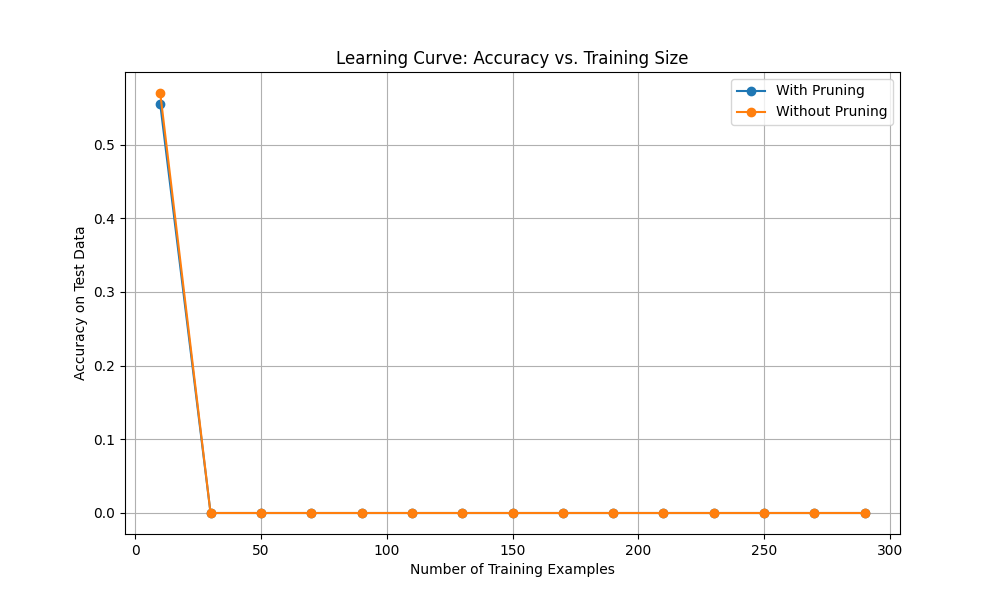 Learning Curve: Accuracy vs. Training Size
With Pruning
Without Pruning
Accuracy on Test Data
0.5
0.4
0.3
0.2
0.1
0.0
0 50 100 150 200 250 300
Number of Training Examples